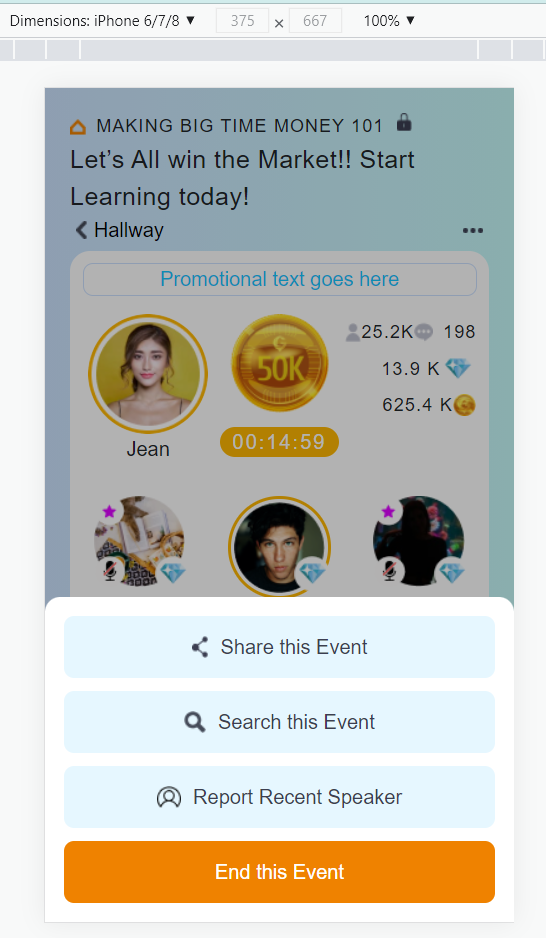 Dimensions: iPhone 6/7/8 ▼ 375 × 667 100% ▼
MAKING BIG TIME MONEY 101
Let's All win the Market!! Start
Learning today!
Hallway
Promotional text goes here
25.2K 198
13.9 K
625.4 K
50K
Jean
00:14:59
Share this Event
Search this Event
Report Recent Speaker
End this Event